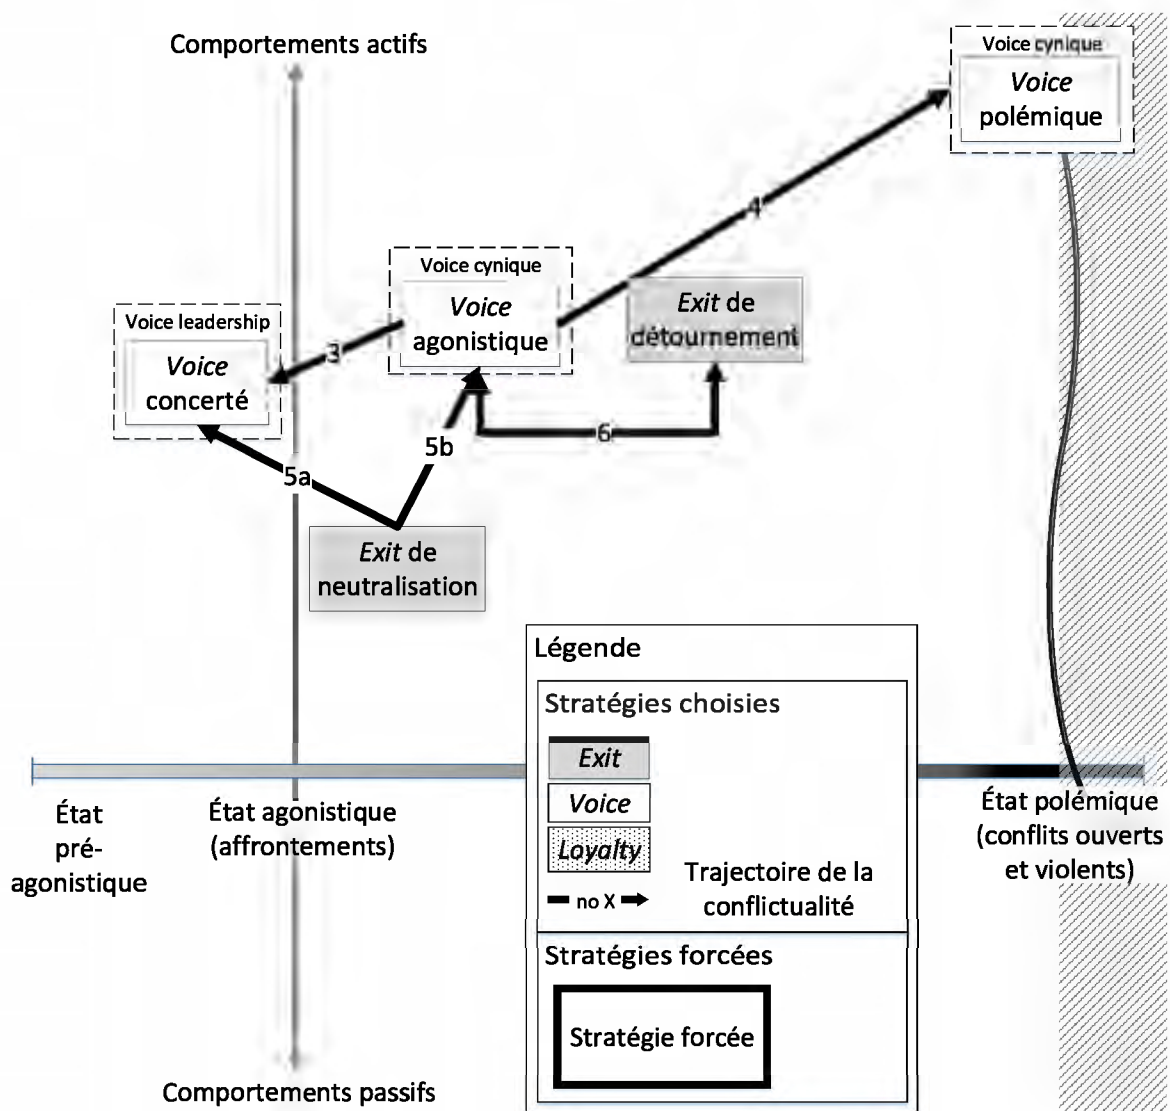 Comportements actifs
Voice cynique
Voice
polémique
4
Voice cynique
Voice
agonistique
Exit de
détournement
Voice leadership
Voice
concerté
3
6
5b
5a
Exit de
neutralisation
Légende
Stratégies choisies
Exit
Voice
Loyalty
no X
Trajectoire de la
conflictualité
Stratégies forcées
Stratégie forcée
État
pré-
agonistique
État agonistique
(affrontements)
État polémique
(conflits ouverts
et violents)
Comportements passifs